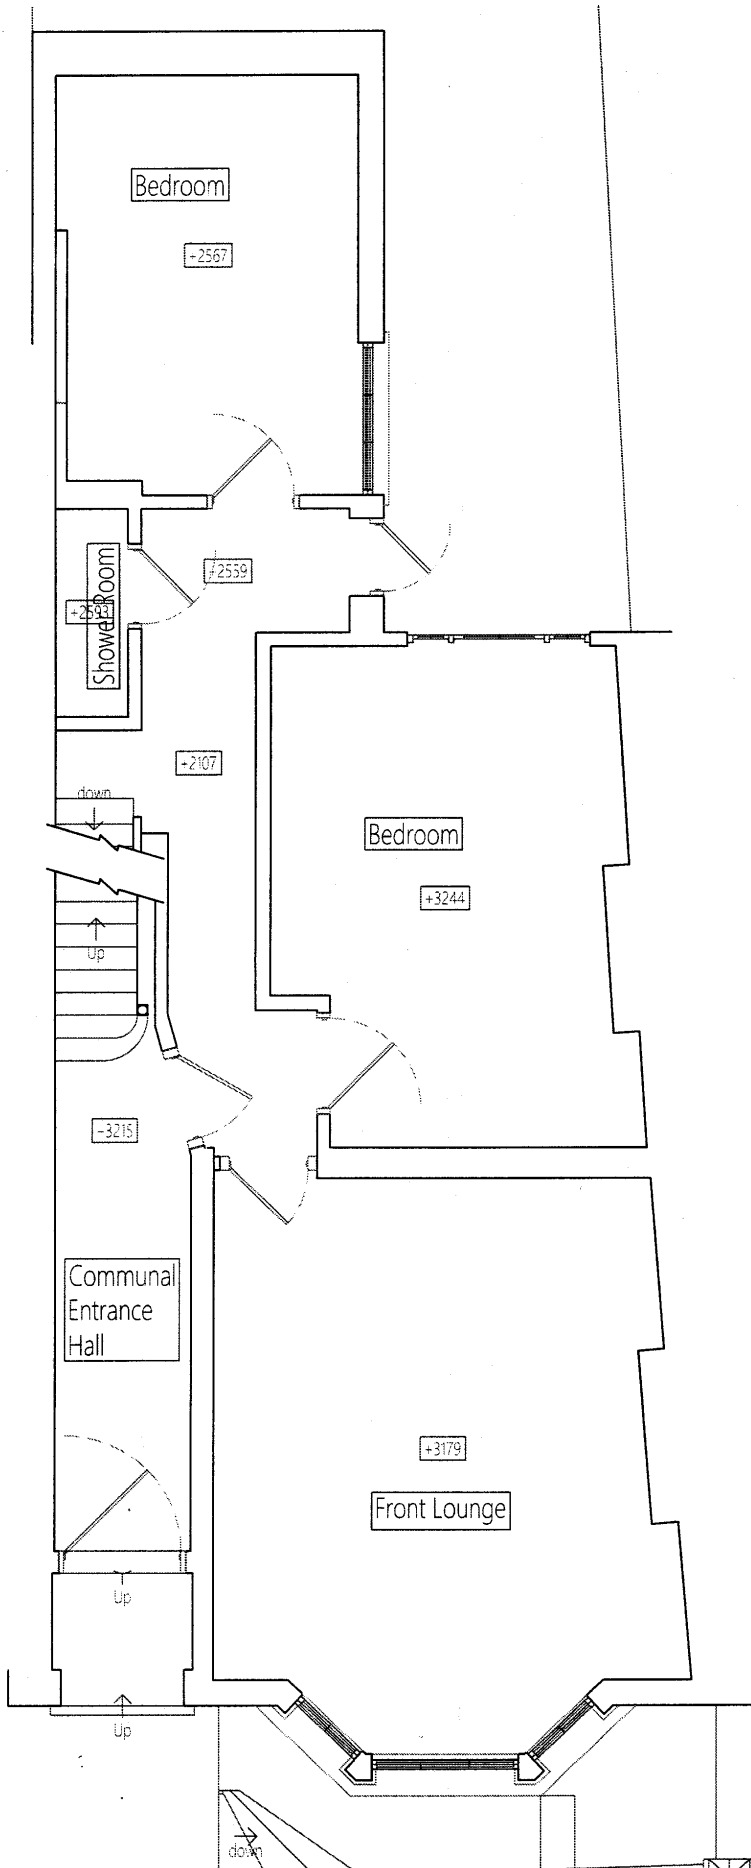 Bedroom
+2567
+2559
Shower Room
+2593
+2107
down
Bedroom
+3244
Up
+3215
Communal
Entrance
Hall
+3179
Front Lounge
Up
Up
down